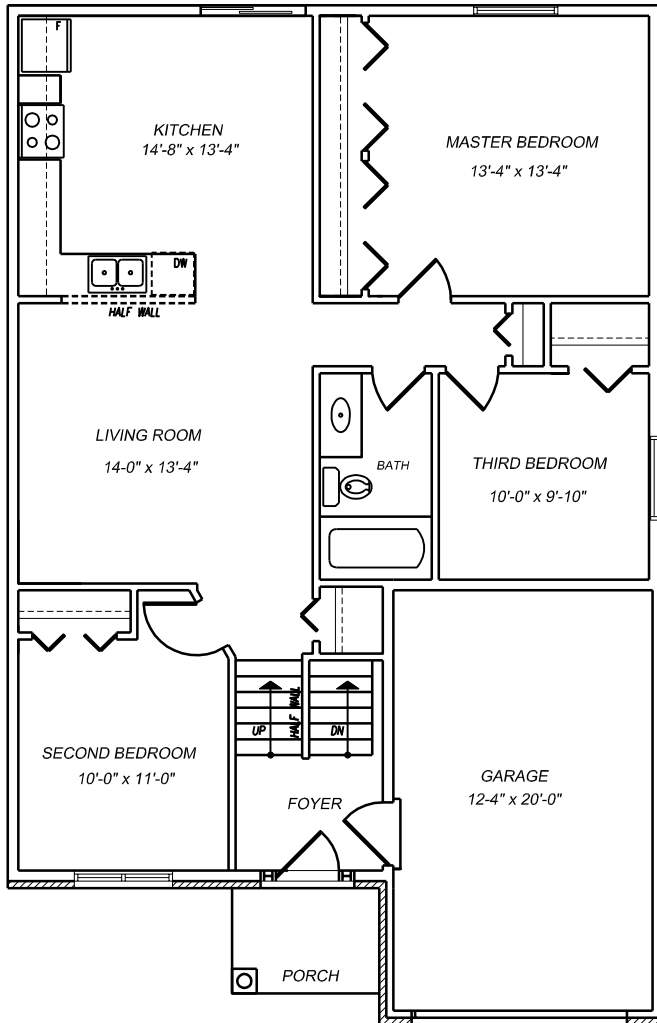 F
KITCHEN
14'-8" x 13'-4"
MASTER BEDROOM
13'-4" x 13'-4"
DW
HALF WALL
LIVING ROOM
14-0" x 13'-4"
BATH
THIRD BEDROOM
10'-0" x 9'-10"
UP
HALF WALL
DN
SECOND BEDROOM
10'-0" x 11'-0"
FOYER
GARAGE
12-4" x 20'-0"
PORCH